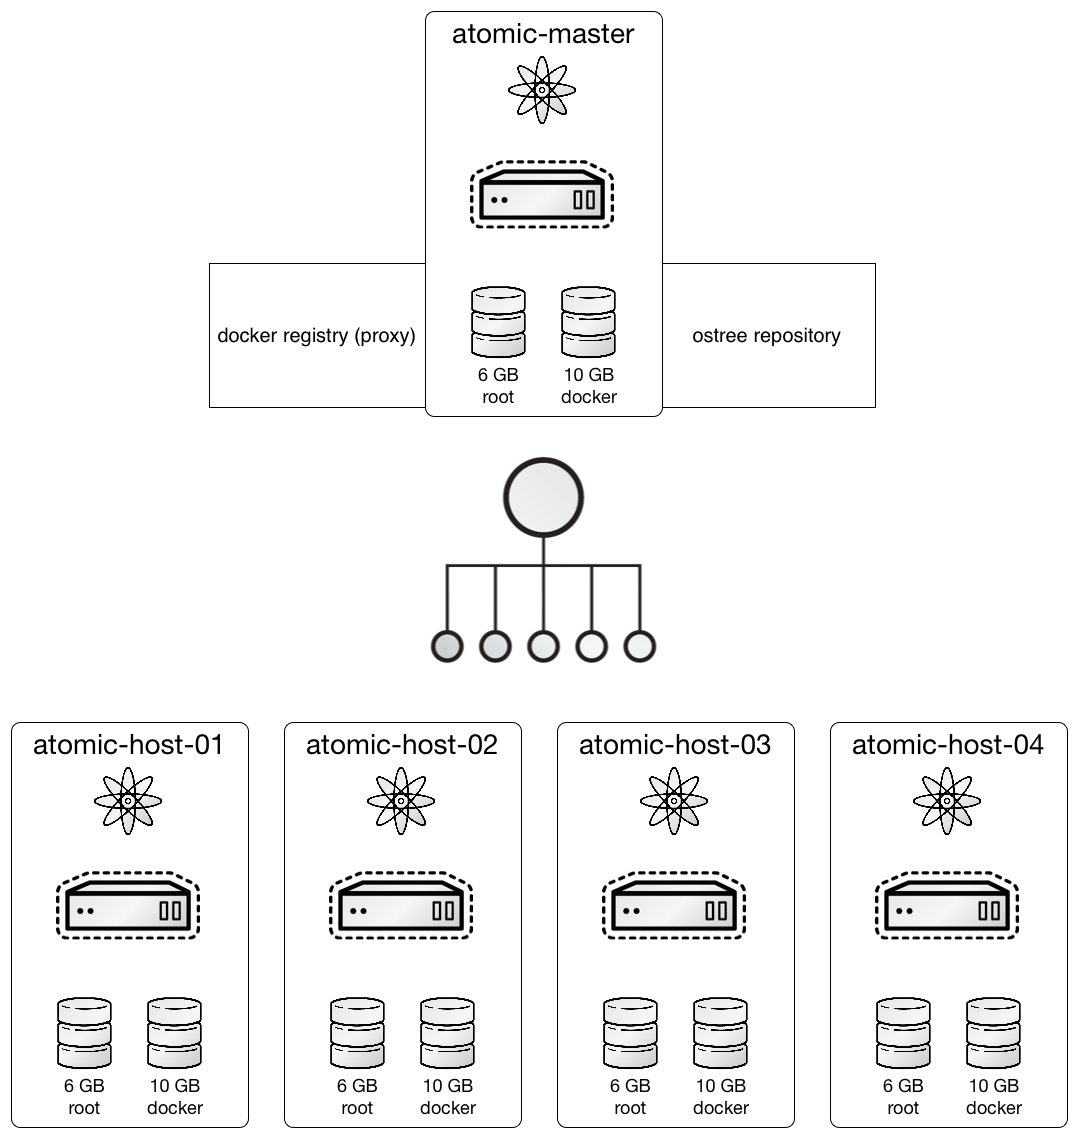 atomic-master
docker registry (proxy)
6 GB
root
10 GB
docker
ostree repository
atomic-host-01
6 GB
root
10 GB
docker
atomic-host-02
6 GB
root
10 GB
docker
atomic-host-03
6 GB
root
10 GB
docker
atomic-host-04
6 GB
root
10 GB
docker